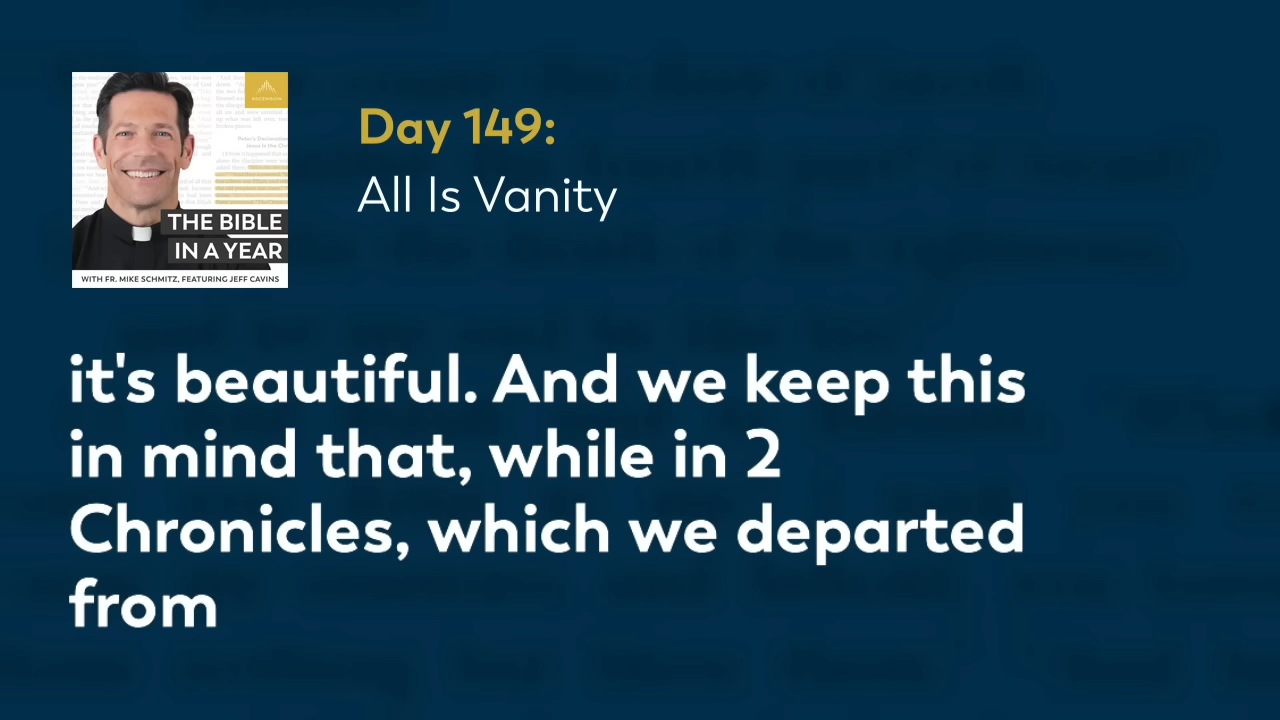 ASCENSION
THE BIBLE
IN A YEAR
WITH FR. MIKE SCHMITZ, FEATURING JEFF CAVINS
Day 149:
All Is Vanity
it's beautiful. And we keep this
in mind that, while in 2
Chronicles, which we departed
from